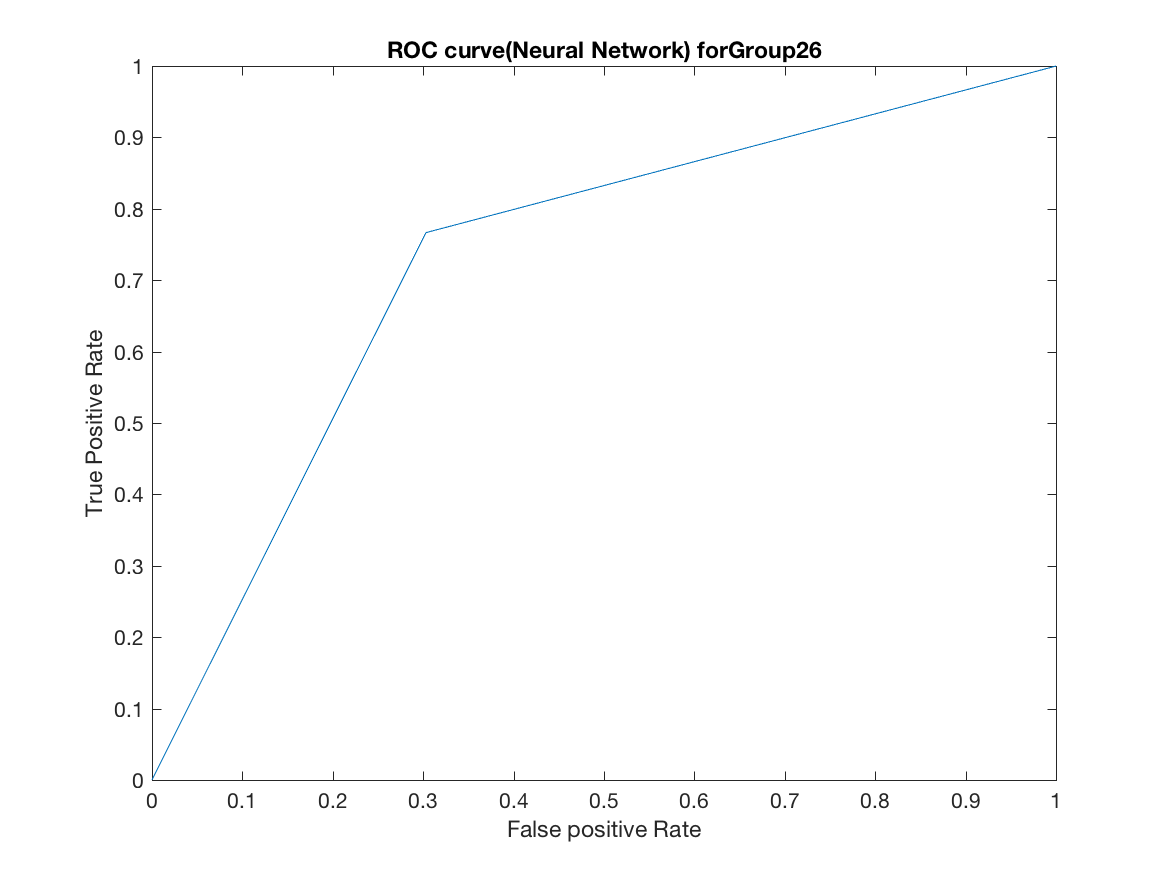 ROC curve(Neural Network) forGroup26
1
0.9
0.8
0.7
0.6
0.5
0.4
0.3
0.2
0.1
0
True Positive Rate
0 0.1 0.2 0.3 0.4 0.5 0.6 0.7 0.8 0.9 1
False positive Rate